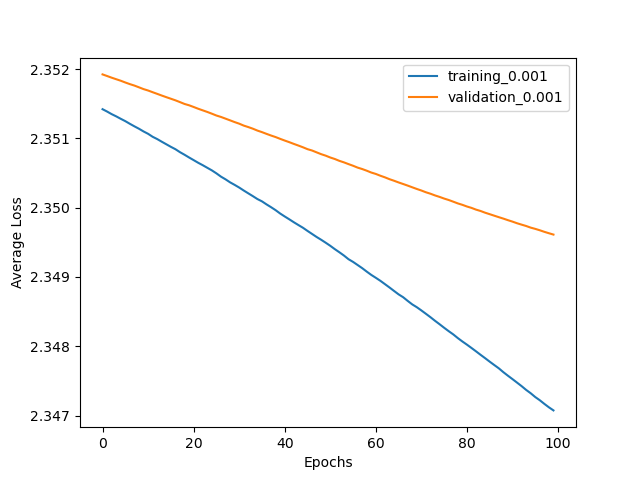 training_0.001
validation_0.001
2.352
2.351
2.350
2.349
2.348
2.347
Average Loss
0 20 40 60 80 100
Epochs